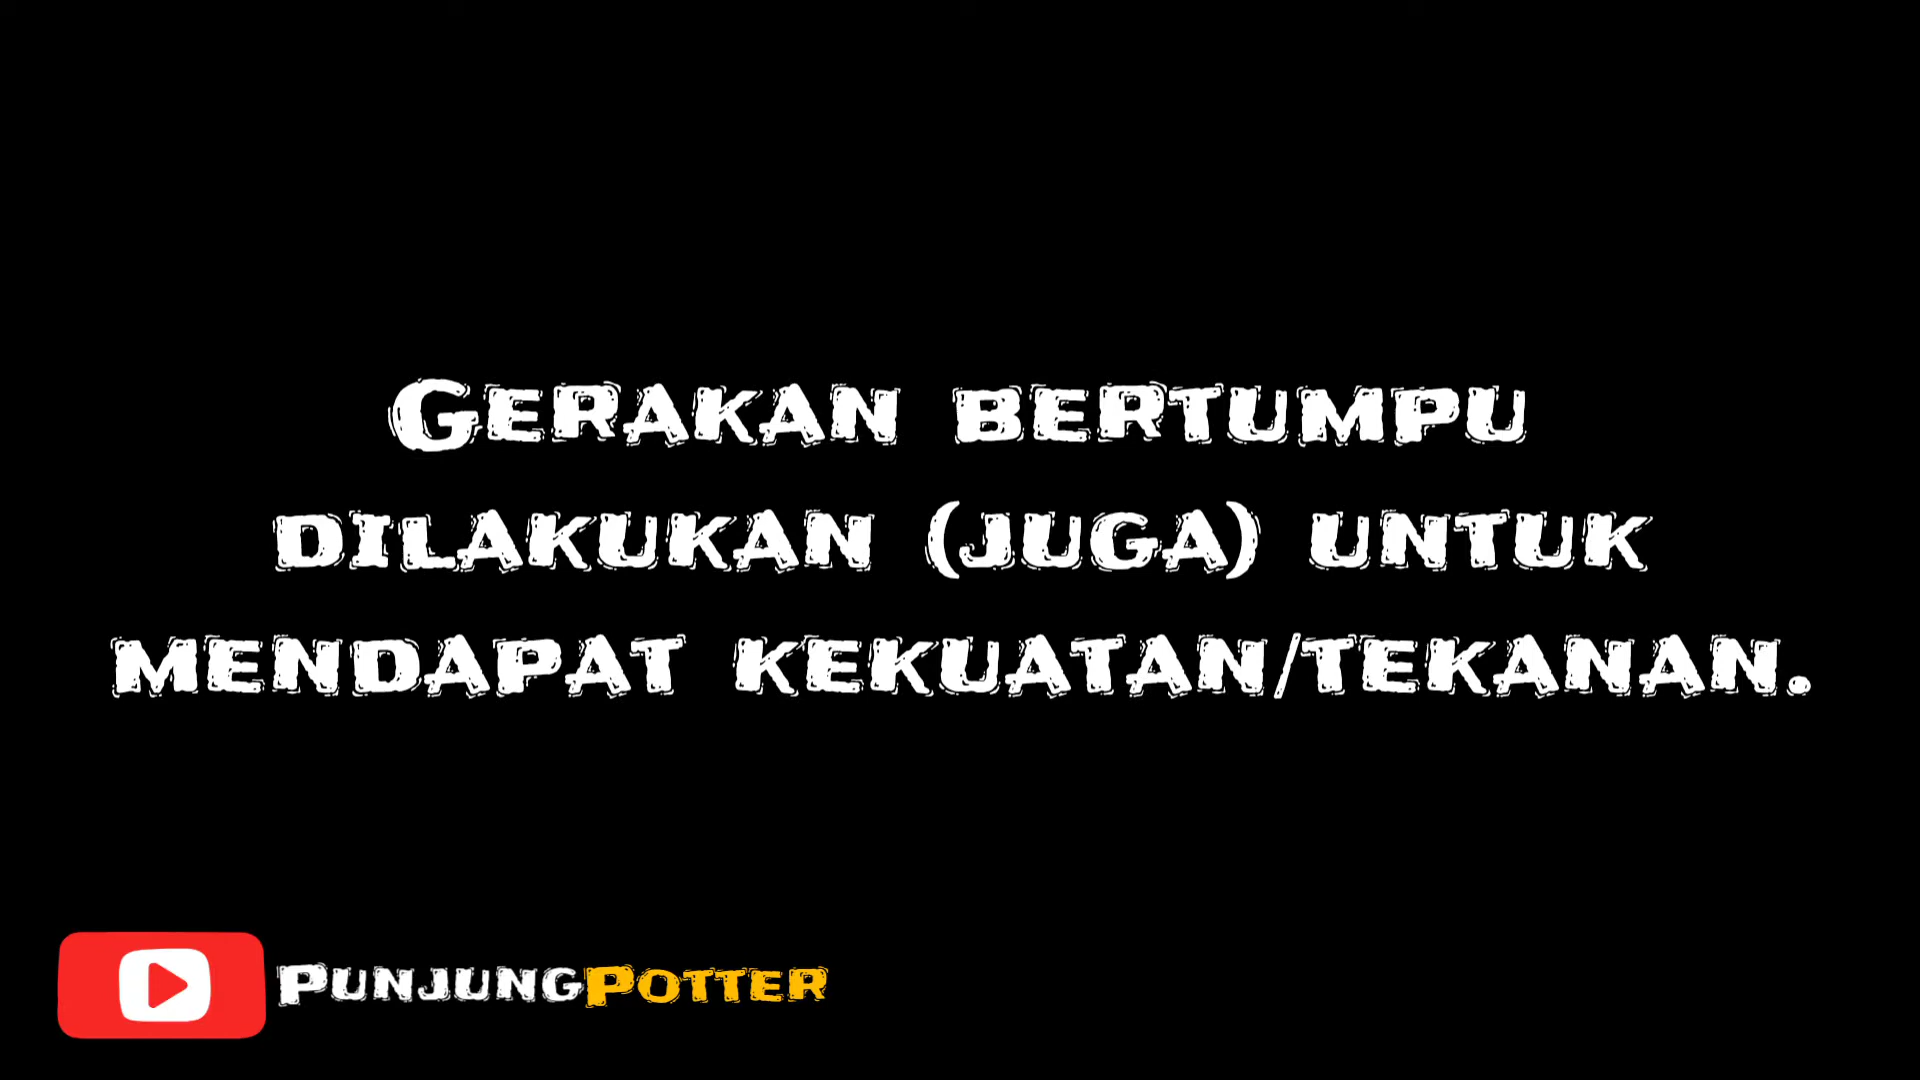 Gerakan bertumpu
dilakukan (juga) untuk
mendapat kekuatan/tekanan.
PunjungPotter